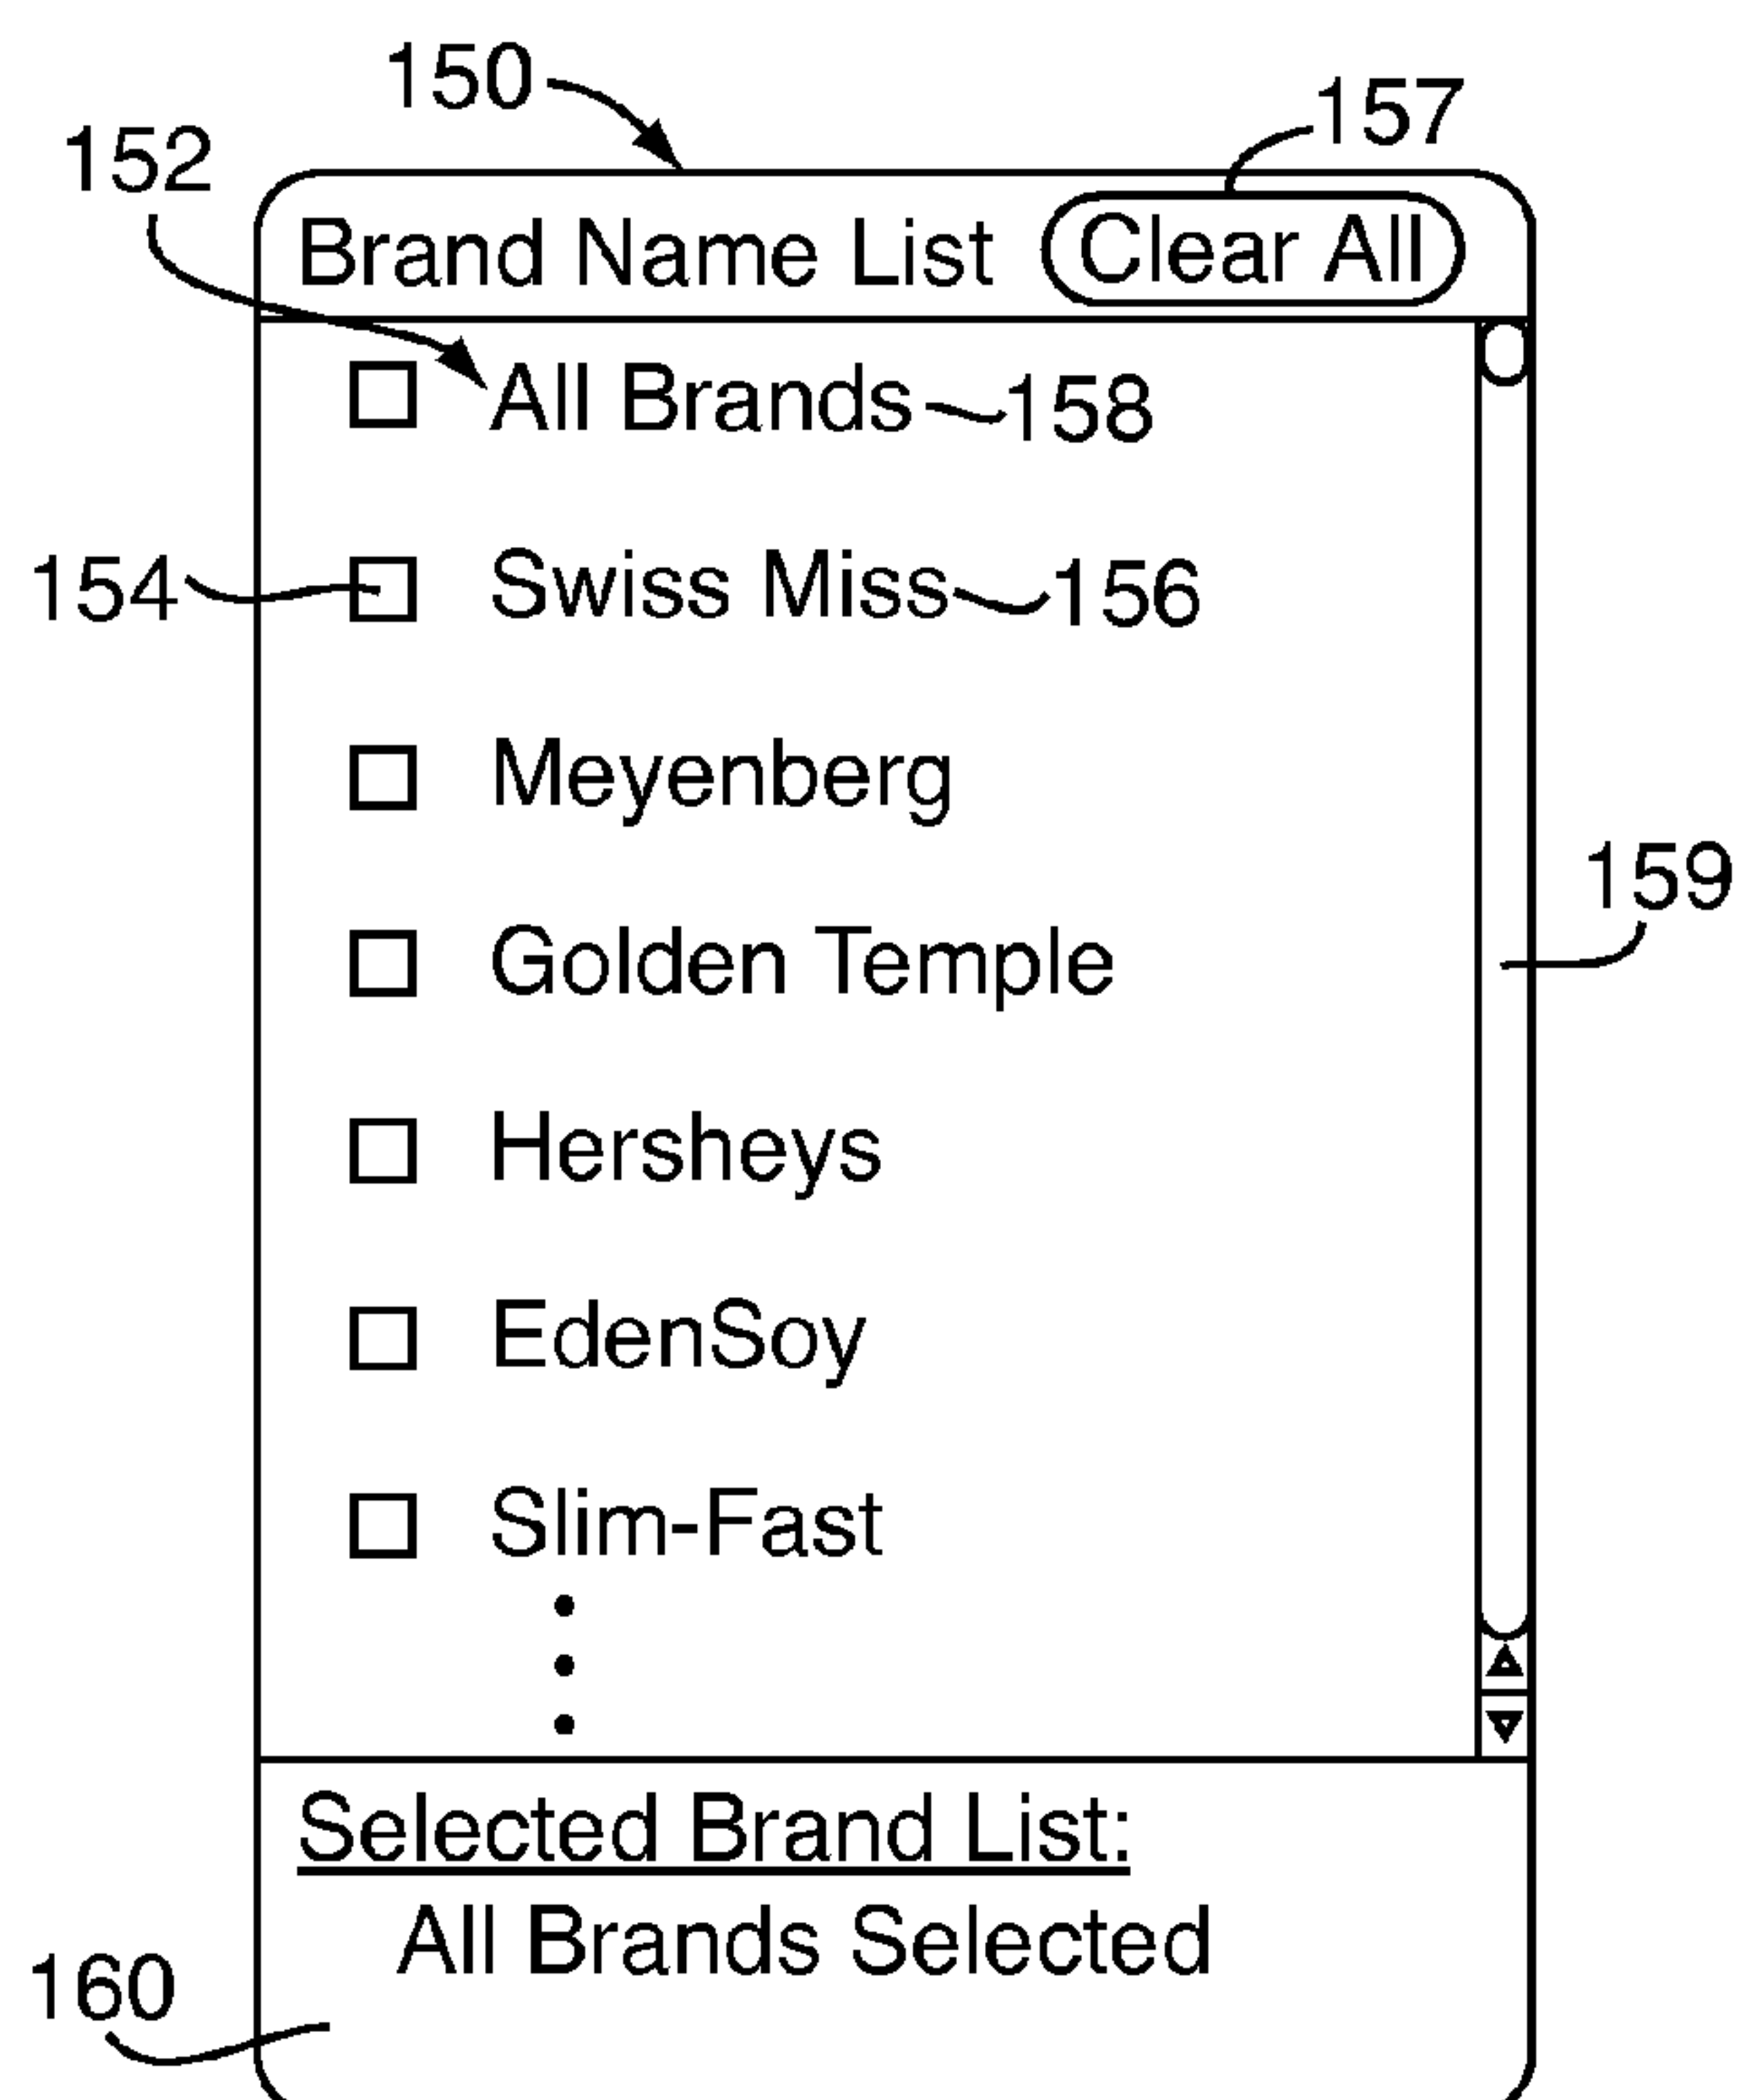 150
157
152
Brand Name List Clear All
All Brands 158
154 Swiss Miss 156
Meyenberg
159
Golden Temple
Hersheys
EdenSoy
Slim-Fast
Selected Brand List:
All Brands Selected
160